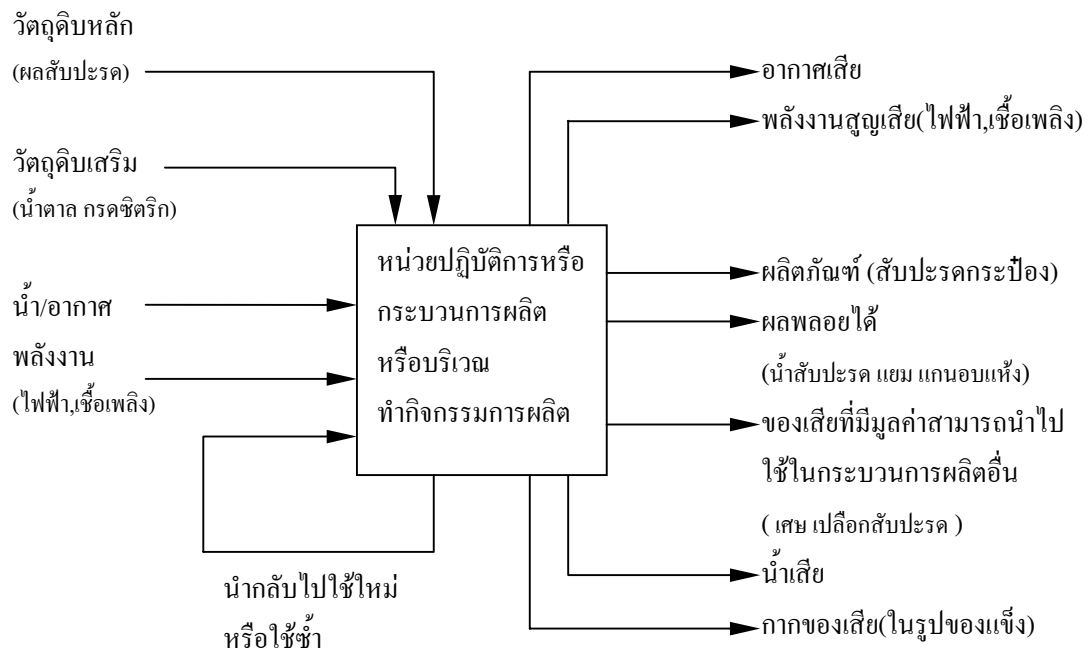 วัตถุดิบหลัก
(ผลสับปะรด)
วัตถุดิบเสริม
(น้ำตาล กรดซิตริก)
น้ำ/อากาศ
พลังงาน
(ไฟฟ้า,เชื้อเพลิง)
หน่วยปฏิบัติการหรือ
กระบวนการผลิต
หรือบริเวณ
ทำกิจกรรมการผลิต
นำกลับไปใช้ใหม่
หรือใช้ซ้ำ
อากาศเสีย
พลังงานสูญเสีย(ไฟฟ้า,เชื้อเพลิง)
ผลิตภัณฑ์ (สับปะรดกระป๋อง)
ผลพลอยได้
(น้ำสับปะรด แยม แกนอบแห้ง)
ของเสียที่มีมูลค่าสามารถนำไป
ใช้ในกระบวนการผลิตอื่น
( เศษ เปลือกสับปะรด )
น้ำเสีย
กากของเสีย(ในรูปของแข็ง)